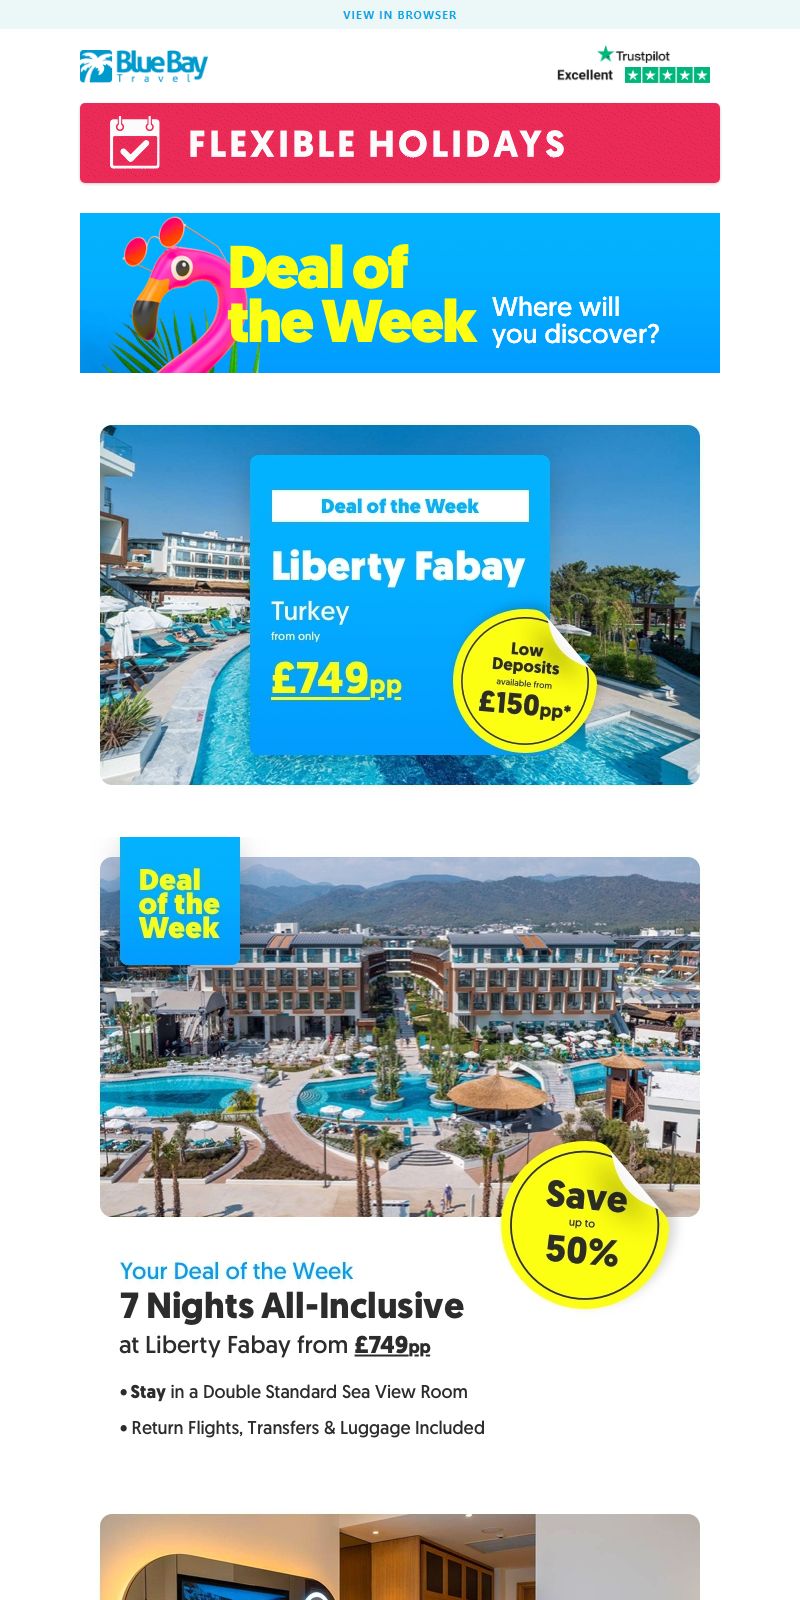 VIEW IN BROWSER
Blue Bay
Travel
Trustpilot
Excellent
FLEXIBLE HOLIDAYS
Deal of
the Week
Where will
you discover?
Deal of the Week
Liberty Fabay
Turkey
from only
£749pp
Low
Deposits
available from
£150pp*
Deal
of the
Week
Save
up to
50%
Your Deal of the Week
7 Nights All-Inclusive
at Liberty Fabay from £749pp
• Stay in a Double Standard Sea View Room
• Return Flights, Transfers & Luggage Included